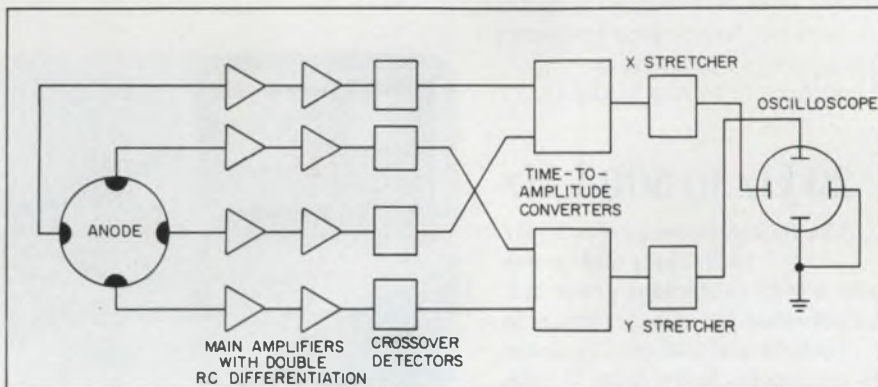 X STRETCHER
OSCILLOSCOPE
ANODE
TIME-TO-
AMPLITUDE
CONVERTERS
Y STRETCHER
MAIN AMPLIFIERS
WITH DOUBLE
RC DIFFERENTIATION
CROSSOVER
DETECTORS